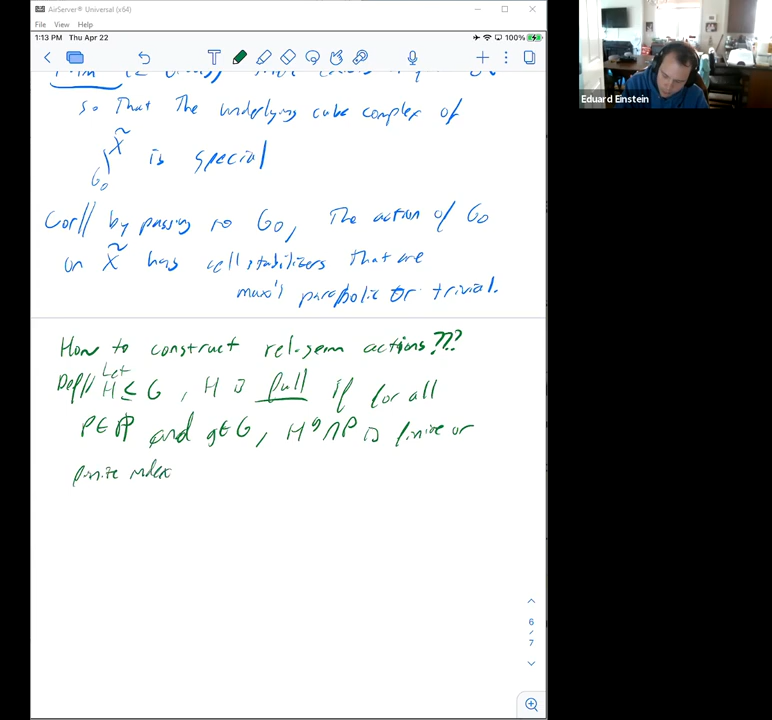 AirServer® Universal (x64)
File Edit View Help
1:13 PM Thu Apr 22
100%
T
Eduard Einstein
so That The underlying cube complex of
X̃
G₀ is special
Cor// by passing to G₀, The action of G₀
on X̃ has cell stabilizers that are
max'l parabolic or trivial.
How to construct rel. geom actions???
Let
Def// H ≤ G, H is full if for all
P∈ℙ and g∈G, H^g∩P is finite or
finite index
6
/
7